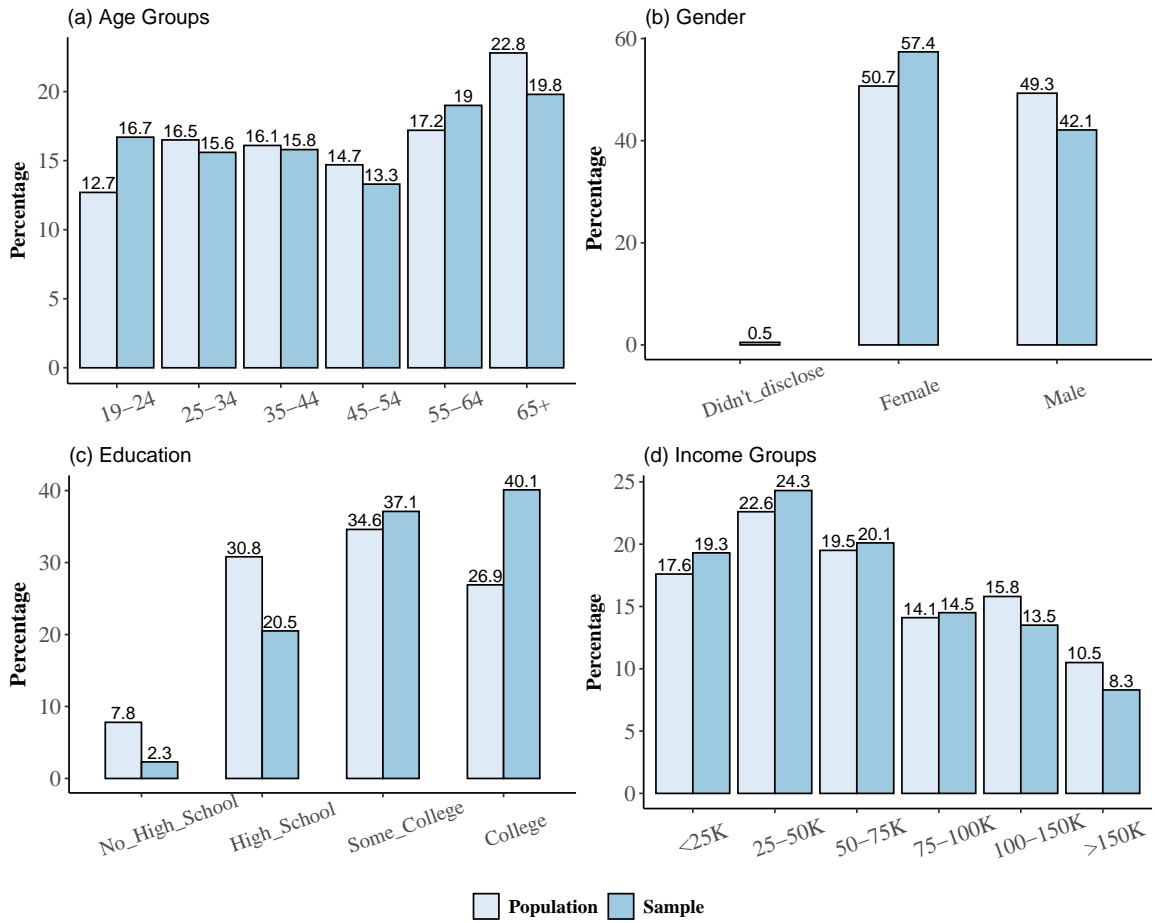 (a) Age Groups
Percentage
20
15
10
5
0
12.7
16.7
16.5
15.6
16.1
15.8
14.7
13.3
17.2
19
22.8
19.8
19–24
25–34
35–44
45–54
55–64
65+
(b) Gender
Percentage
60
40
20
0
0.5
50.7
57.4
49.3
42.1
Didn't_disclose
Female
Male
(c) Education
Percentage
40
30
20
10
0
7.8
2.3
30.8
20.5
34.6
37.1
26.9
40.1
No_High_School
High_School
Some_College
College
(d) Income Groups
Percentage
25
20
15
10
5
0
17.6
19.3
22.6
24.3
19.5
20.1
14.1
14.5
15.8
13.5
10.5
8.3
<25K
25–50K
50–75K
75–100K
100–150K
>150K
Population
Sample